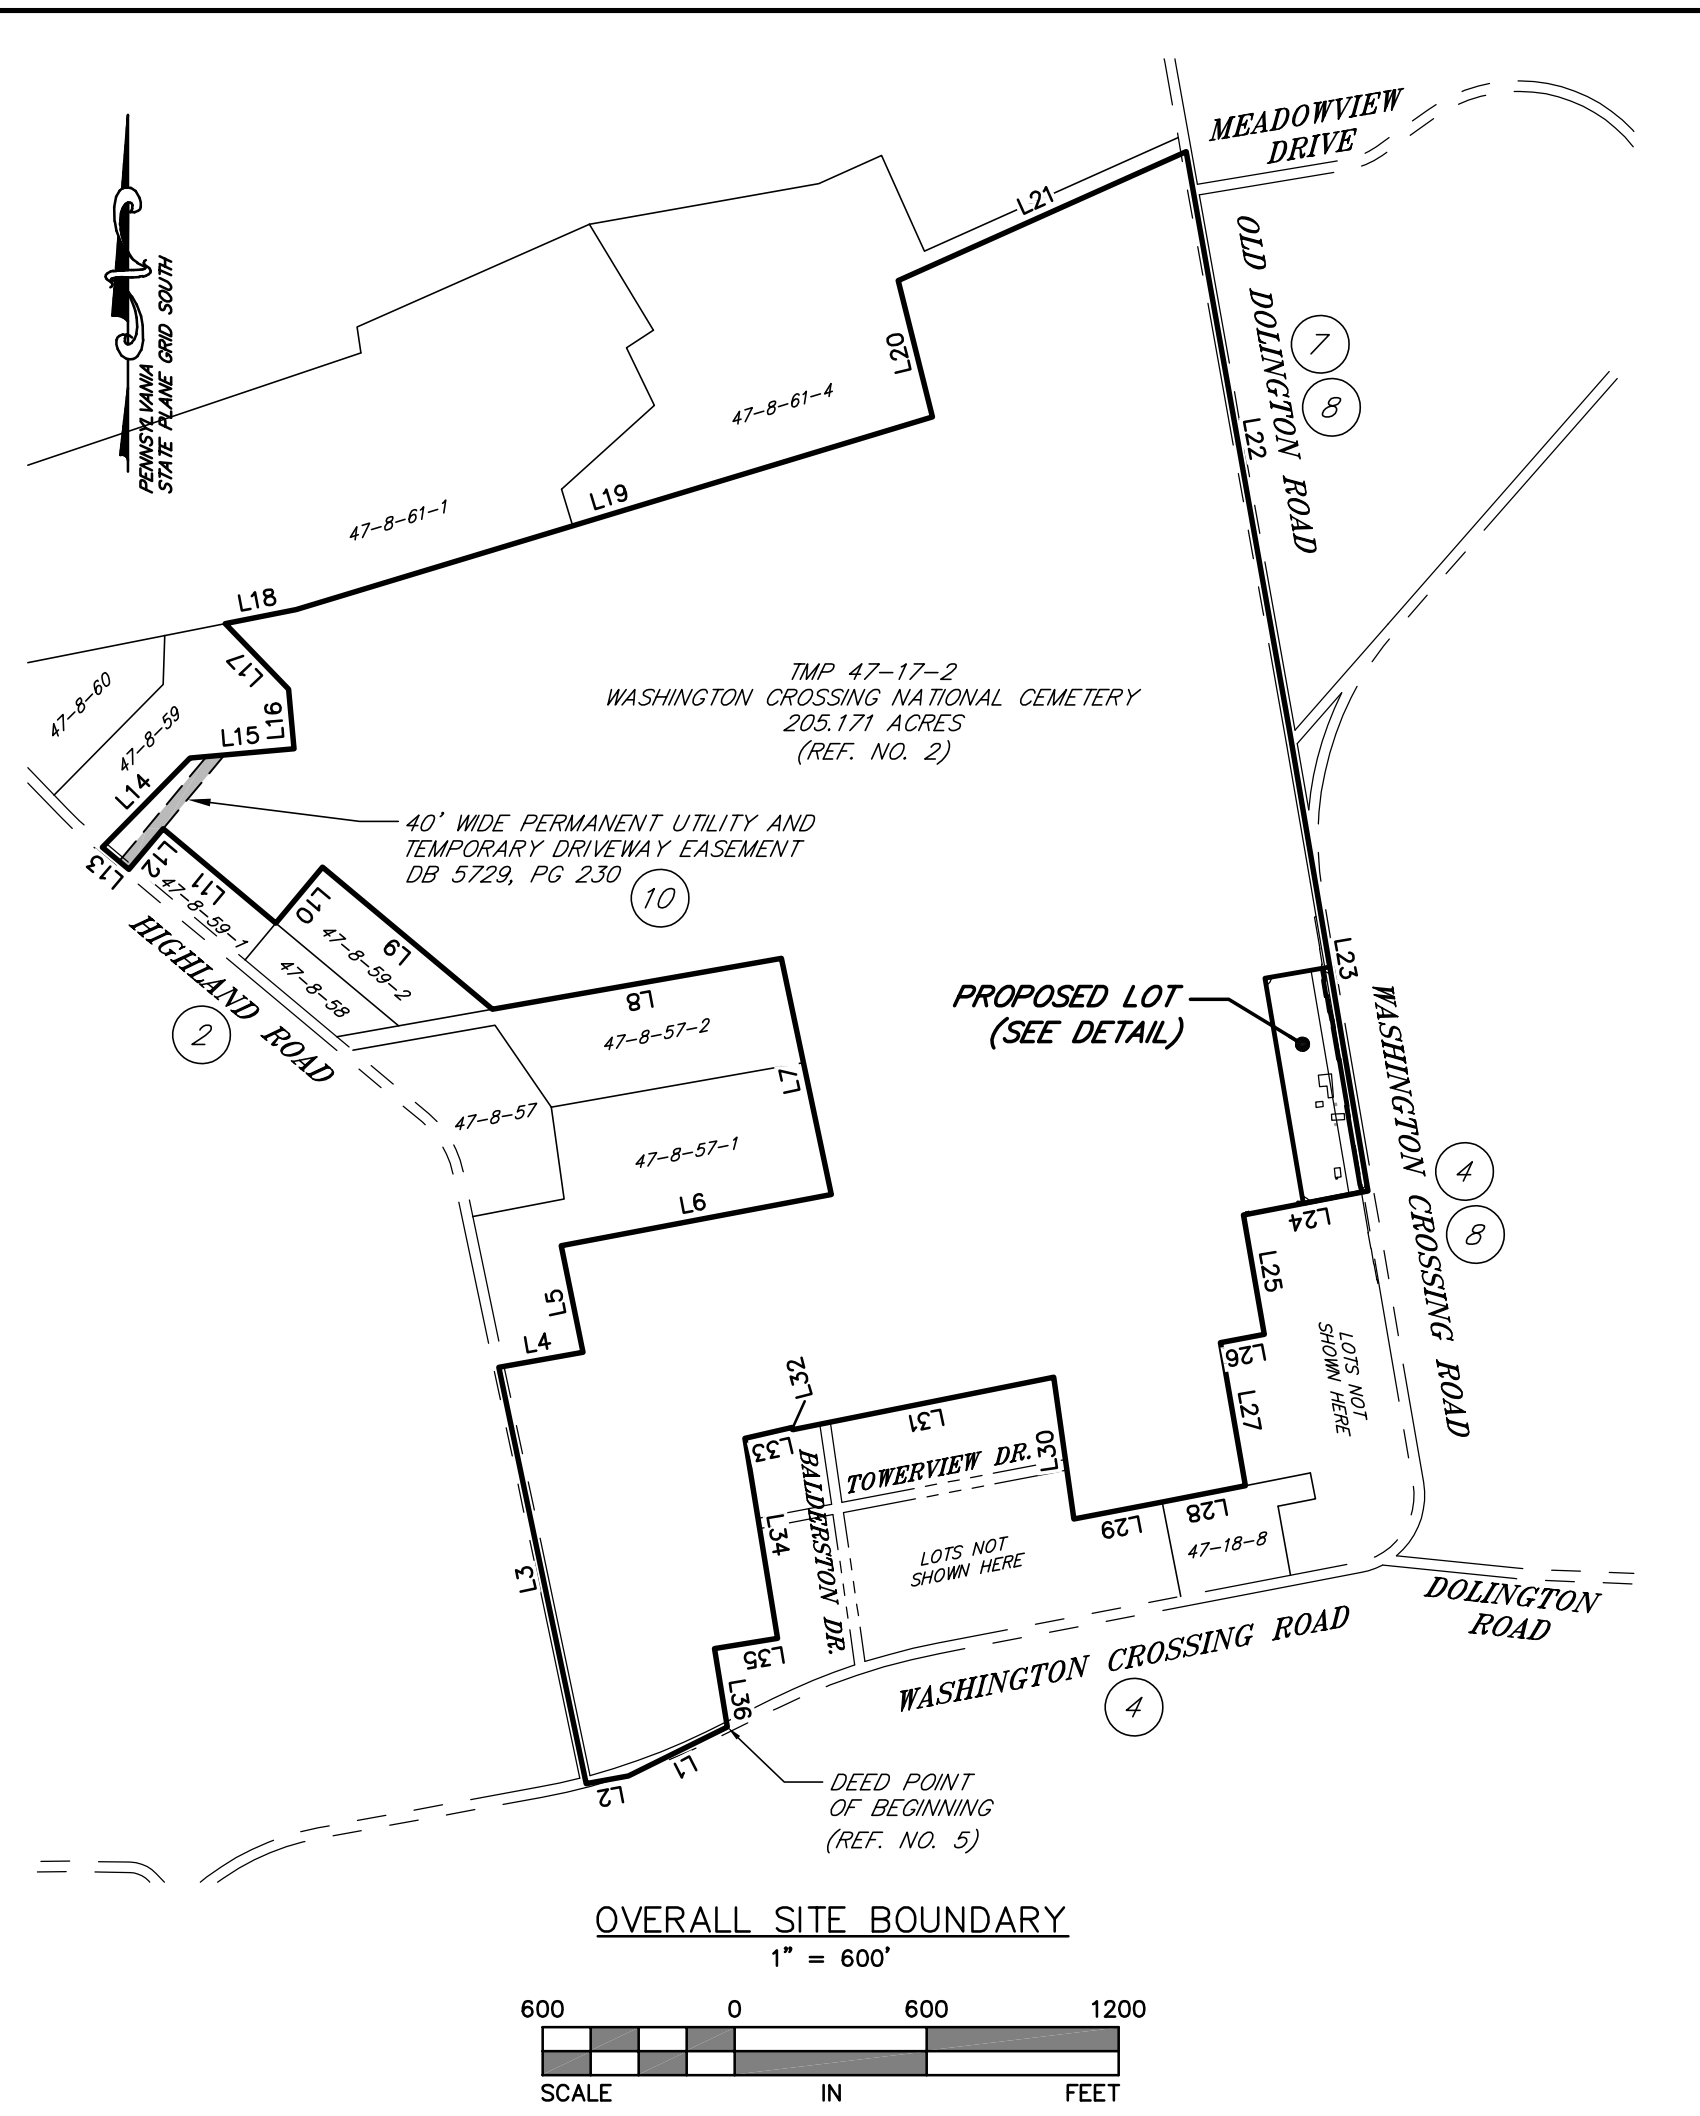 MEADOWVIEW
DRIVE
PENNSYLVANIA
STATE PLANE GRID SOUTH
L21
OLD DOLINGTON ROAD
7
8
L20
47-8-61-4
L22
L19
47-8-61-1
L18
L17
47-8-60
47-8-59
L16
L15
TMP 47-17-2
WASHINGTON CROSSING NATIONAL CEMETERY
205.171 ACRES
(REF. NO. 2)
L14
40' WIDE PERMANENT UTILITY AND
TEMPORARY DRIVEWAY EASEMENT
DB 5729, PG 230
10
L13
L12
L11
47-8-59-1
L10
L9
47-8-59-2
47-8-58
HIGHLAND ROAD
2
L8
47-8-57-2
L7
47-8-57
47-8-57-1
L6
L5
L4
L23
PROPOSED LOT
(SEE DETAIL)
WASHINGTON CROSSING ROAD
4
8
L24
L25
L26
L27
LOTS NOT
SHOWN HERE
L32
L33
L31
L30
TOWERVIEW DR.
BALDERSTON DR.
L34
L29
L28
47-18-8
LOTS NOT
SHOWN HERE
L3
L35
L36
DOLINGTON
ROAD
WASHINGTON CROSSING ROAD
4
L1
L2
DEED POINT
OF BEGINNING
(REF. NO. 5)
OVERALL SITE BOUNDARY
1" = 600'
600 0 600 1200
SCALE IN FEET